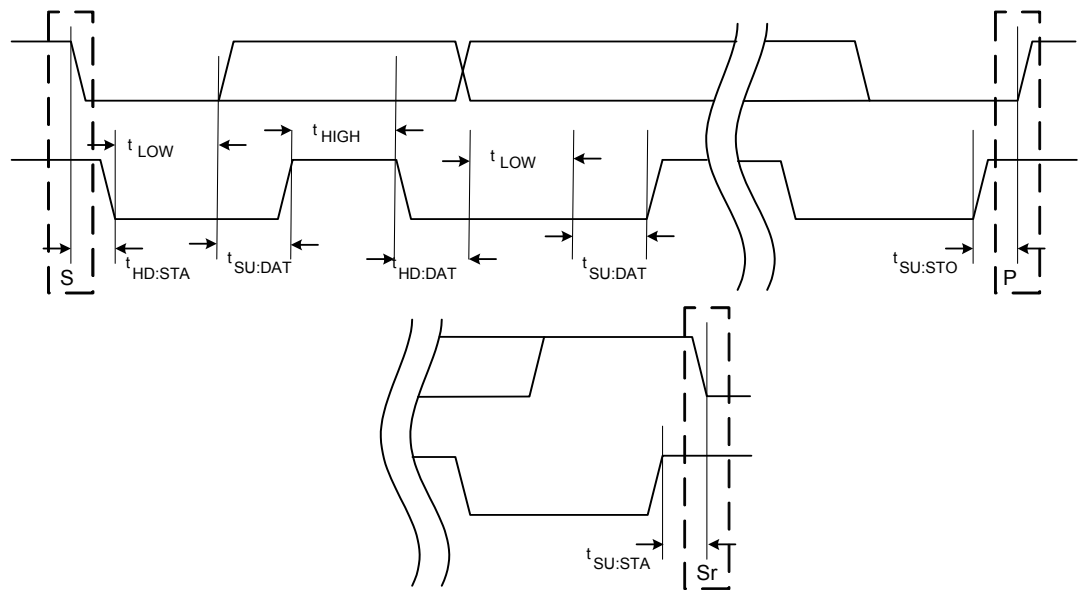 t LOW
t HIGH
t LOW
S
t HD:STA
t SU:DAT
t HD:DAT
t SU:DAT
t SU:STO
P
t SU:STA
Sr